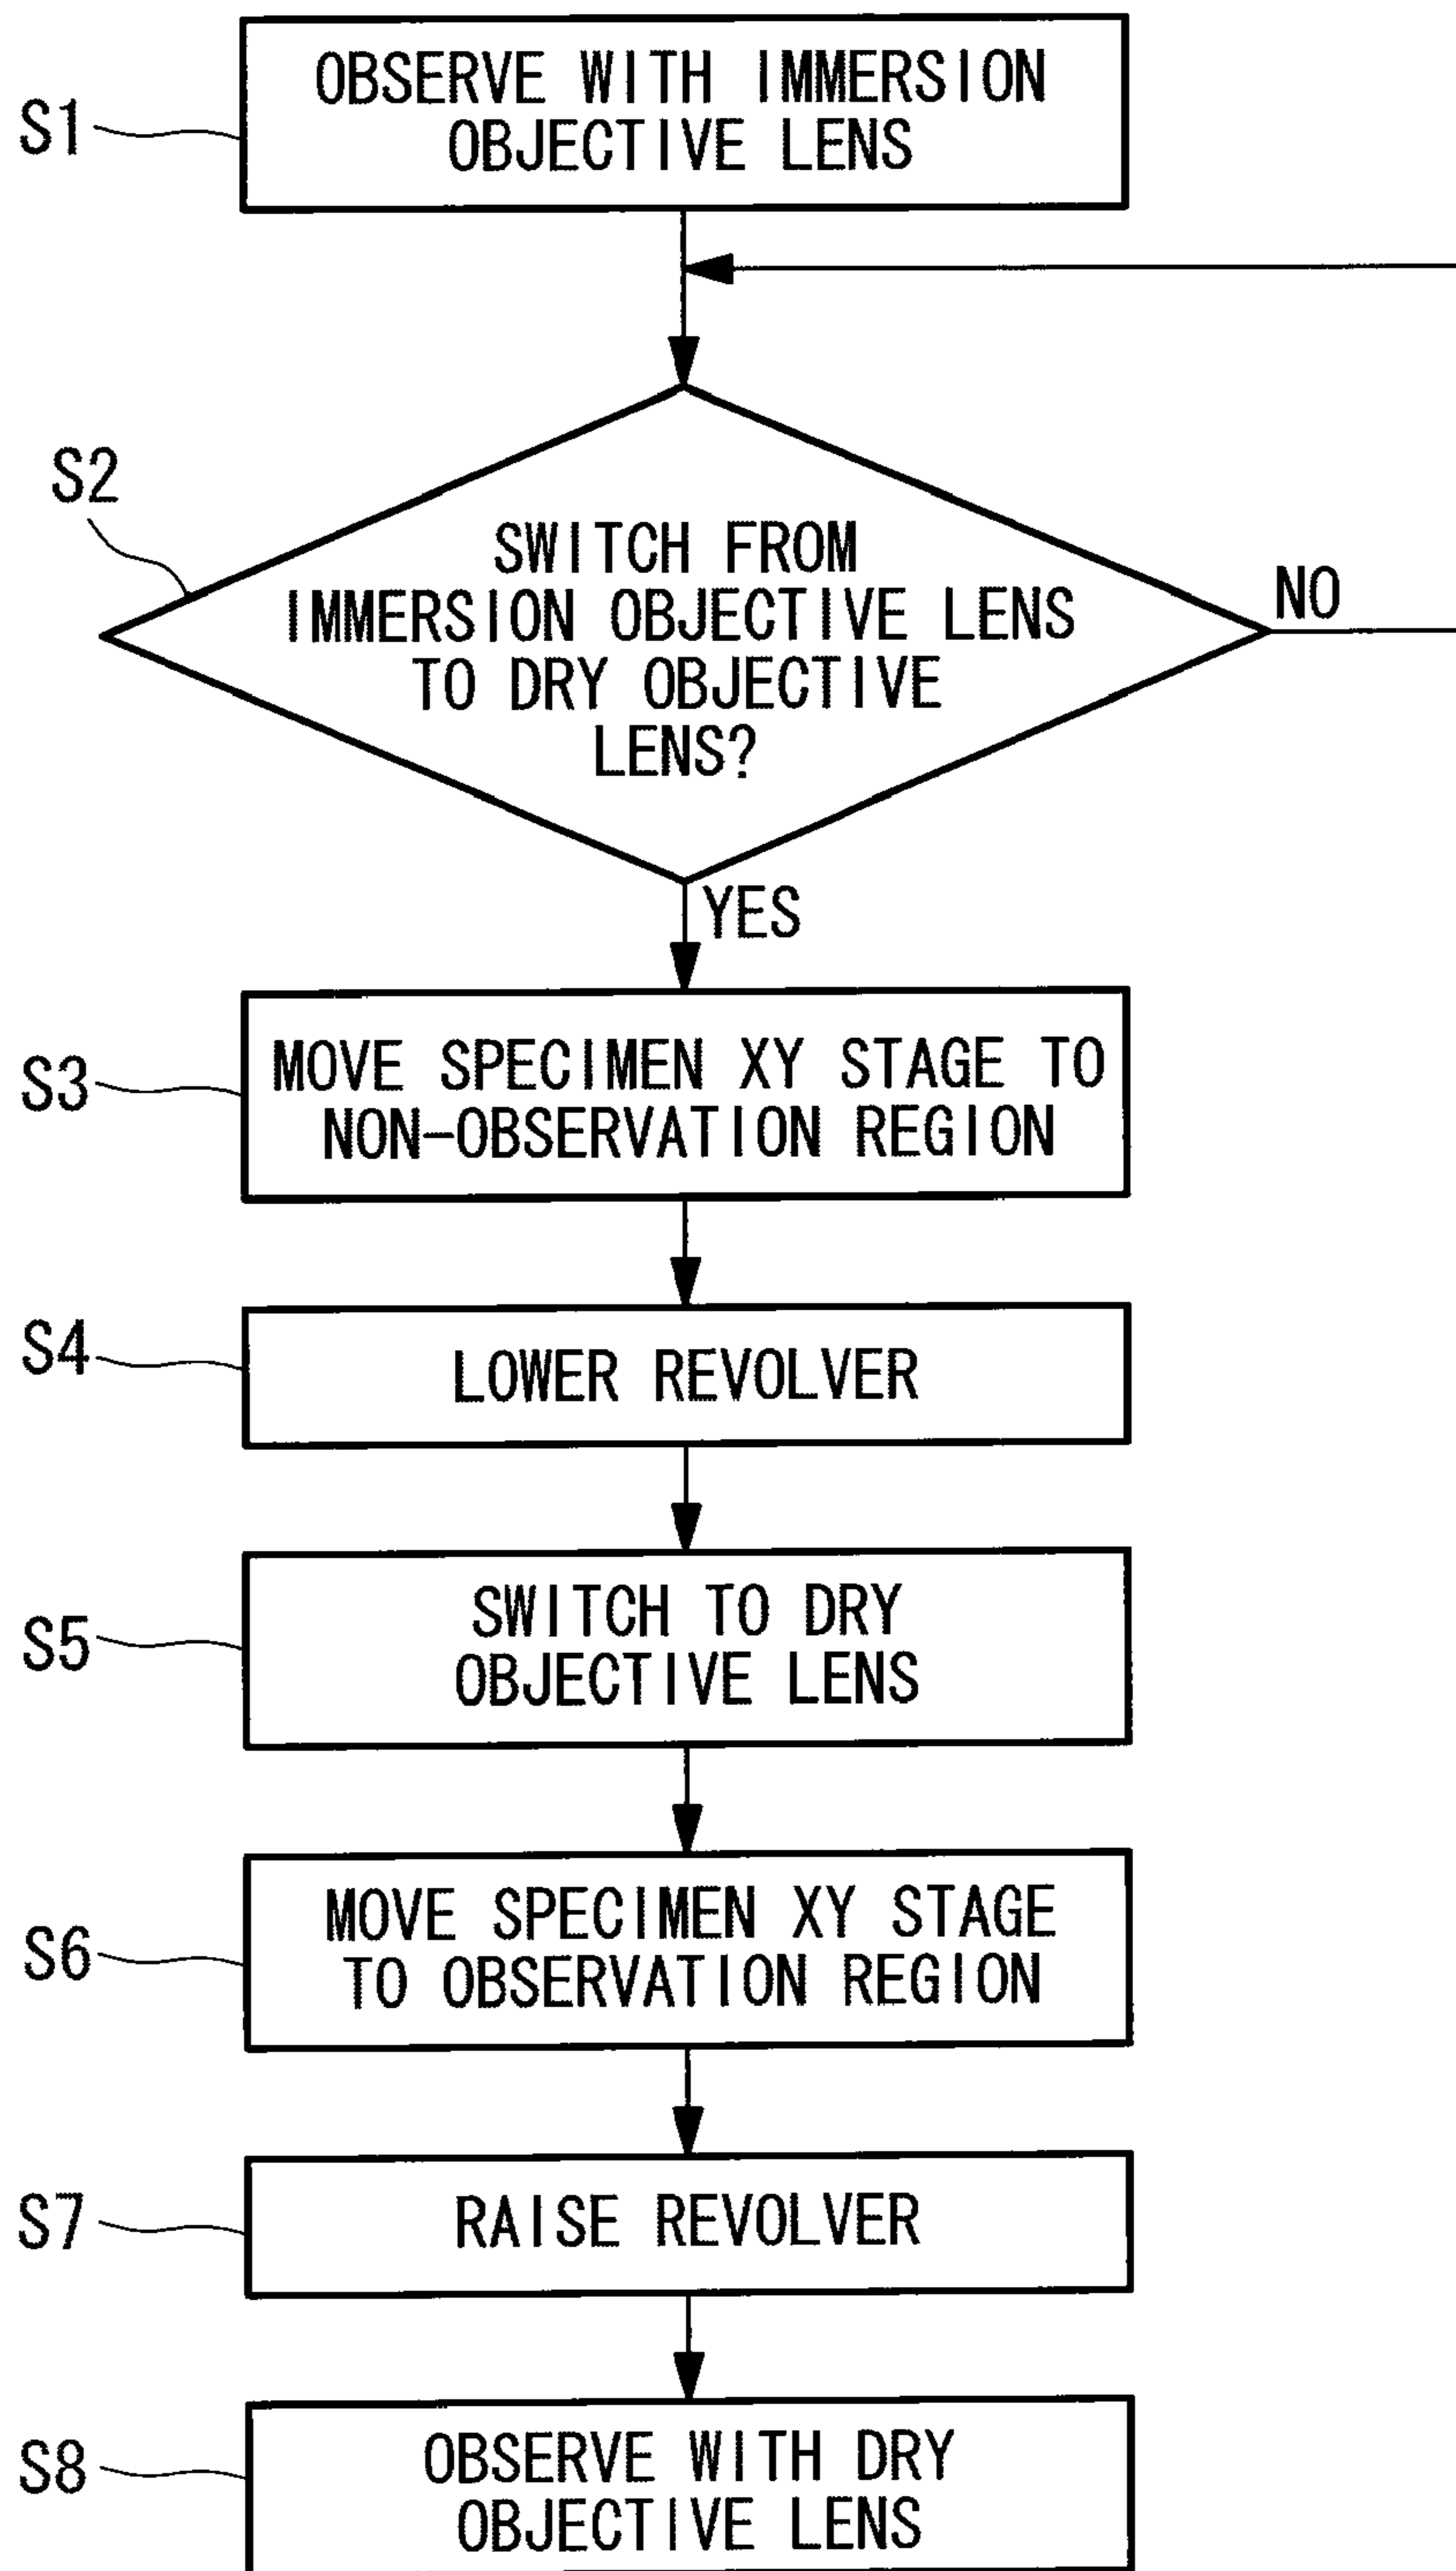 S1
OBSERVE WITH IMMERSION
OBJECTIVE LENS
S2
SWITCH FROM
IMMERSION OBJECTIVE LENS
TO DRY OBJECTIVE
LENS?
NO
YES
S3
MOVE SPECIMEN XY STAGE TO
NON-OBSERVATION REGION
S4
LOWER REVOLVER
S5
SWITCH TO DRY
OBJECTIVE LENS
S6
MOVE SPECIMEN XY STAGE
TO OBSERVATION REGION
S7
RAISE REVOLVER
S8
OBSERVE WITH DRY
OBJECTIVE LENS